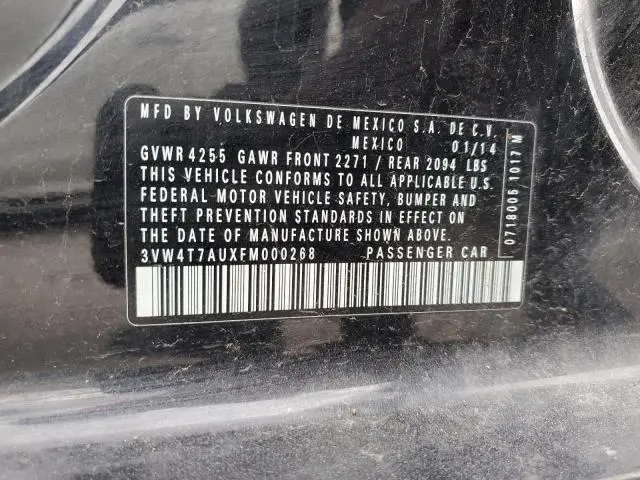 MFD BY VOLKSWAGEN DE MEXICO S.A. DE C.V.
MEXICO 01/14
GVWR 4255 GAWR FRONT 2271 / REAR 2094 LBS
THIS VEHICLE CONFORMS TO ALL APPLICABLE U.S.
FEDERAL MOTOR VEHICLE SAFETY, BUMPER AND
THEFT PREVENTION STANDARDS IN EFFECT ON
THE DATE OF MANUFACTURE SHOWN ABOVE.
3VW4T7AUXFM000268 PASSENGER CAR
0718006 1017 M